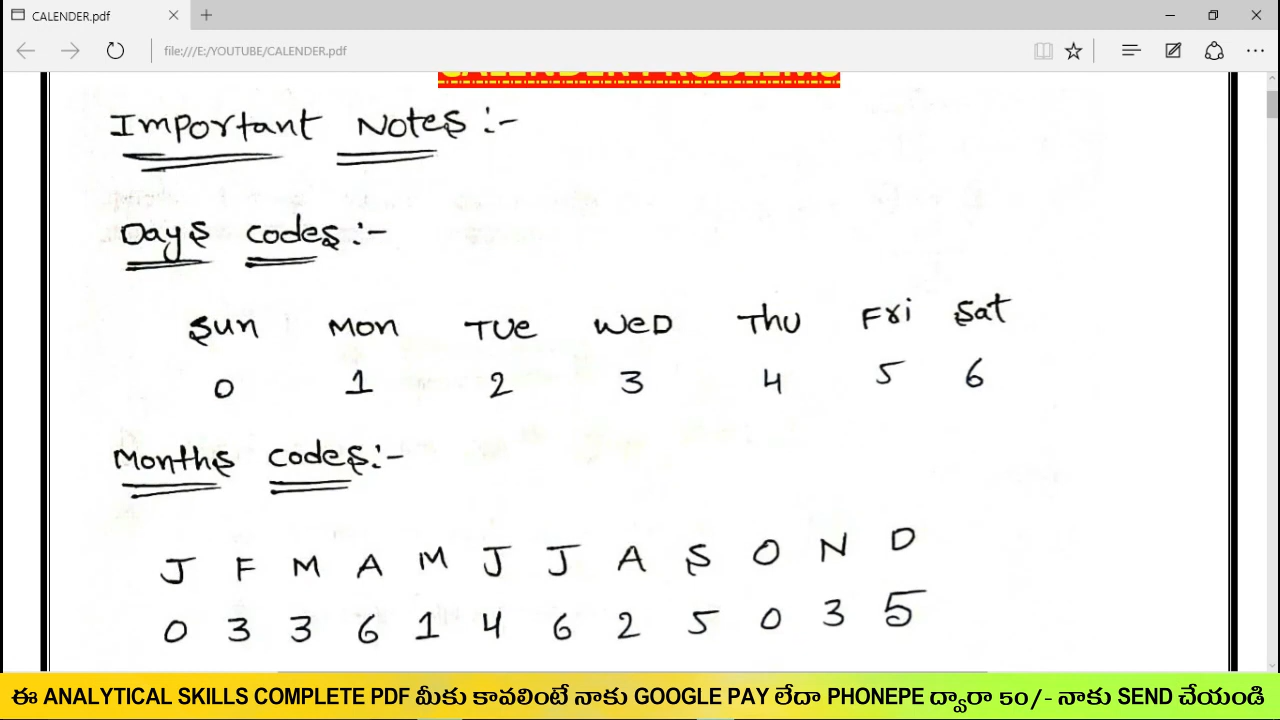 CALENDER.pdf
file:///E:/YOUTUBE/CALENDER.pdf
CALENDER PROBLEMS
Important Notes :-
Days codes :-
Sun Mon TUe WeD Thu Fri Sat
0 1 2 3 4 5 6
Months codes :-
J F M A M J J A S O N D
0 3 3 6 1 4 6 2 5 0 3 5
ఈ ANALYTICAL SKILLS COMPLETE PDF మీకు కావలింటే నాకు GOOGLE PAY లేదా PHONEPE ద్వారా 50/- నాకు SEND చేయండి